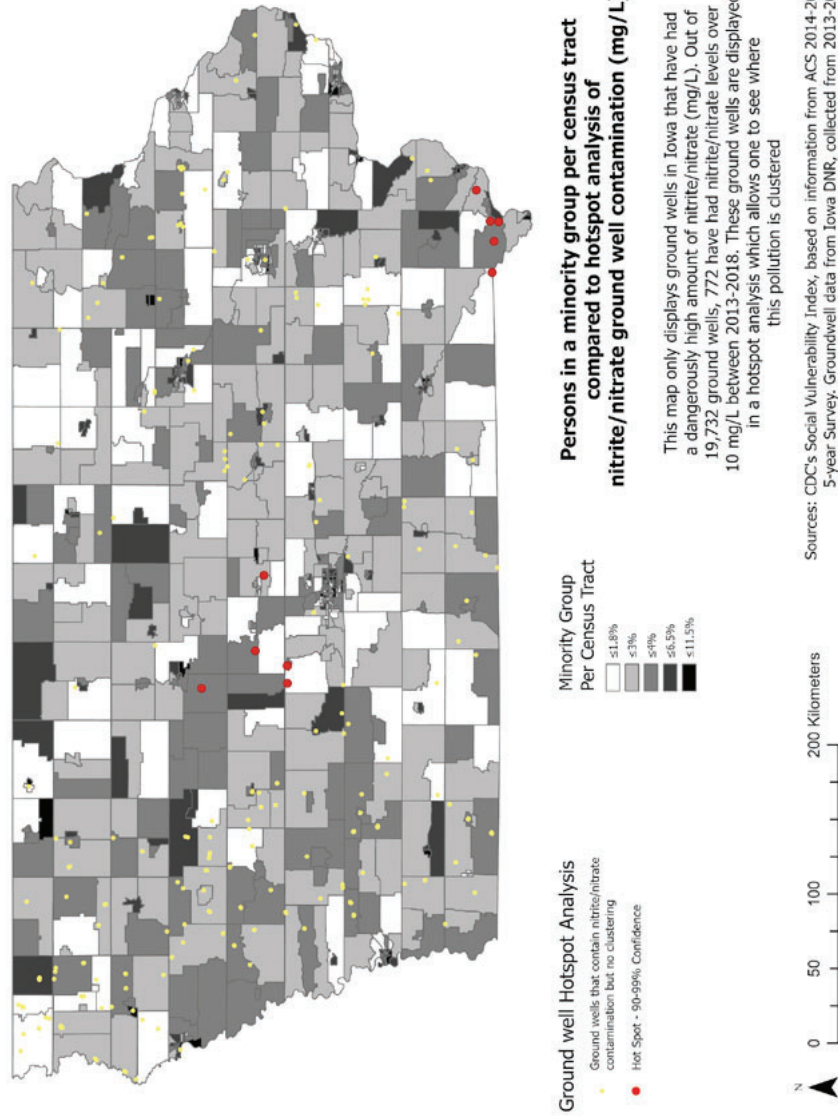 Persons in a minority group per census tract
compared to hotspot analysis of
nitrite/nitrate ground well contamination (mg/L)
This map only displays ground wells in Iowa that have had
a dangerously high amount of nitrite/nitrate (mg/L). Out of
19,732 ground wells, 772 have had nitrite/nitrate levels over
10 mg/L between 2013-2018. These ground wells are displayed
in a hotspot analysis which allows one to see where
this pollution is clustered
Sources: CDC's Social Vulnerability Index, based on information from ACS
5-year Survey, Groundwell data from Iowa DNR, collected from
Minority Group
Per Census Tract
≤1.8%
≤3%
≤4%
≤6.5%
≤11.5%
Ground well Hotspot Analysis
Ground wells that contain nitrite/nitrate
contamination but no clustering
Hot Spot - 90-99% Confidence
N
0 50 100 200 Kilometers